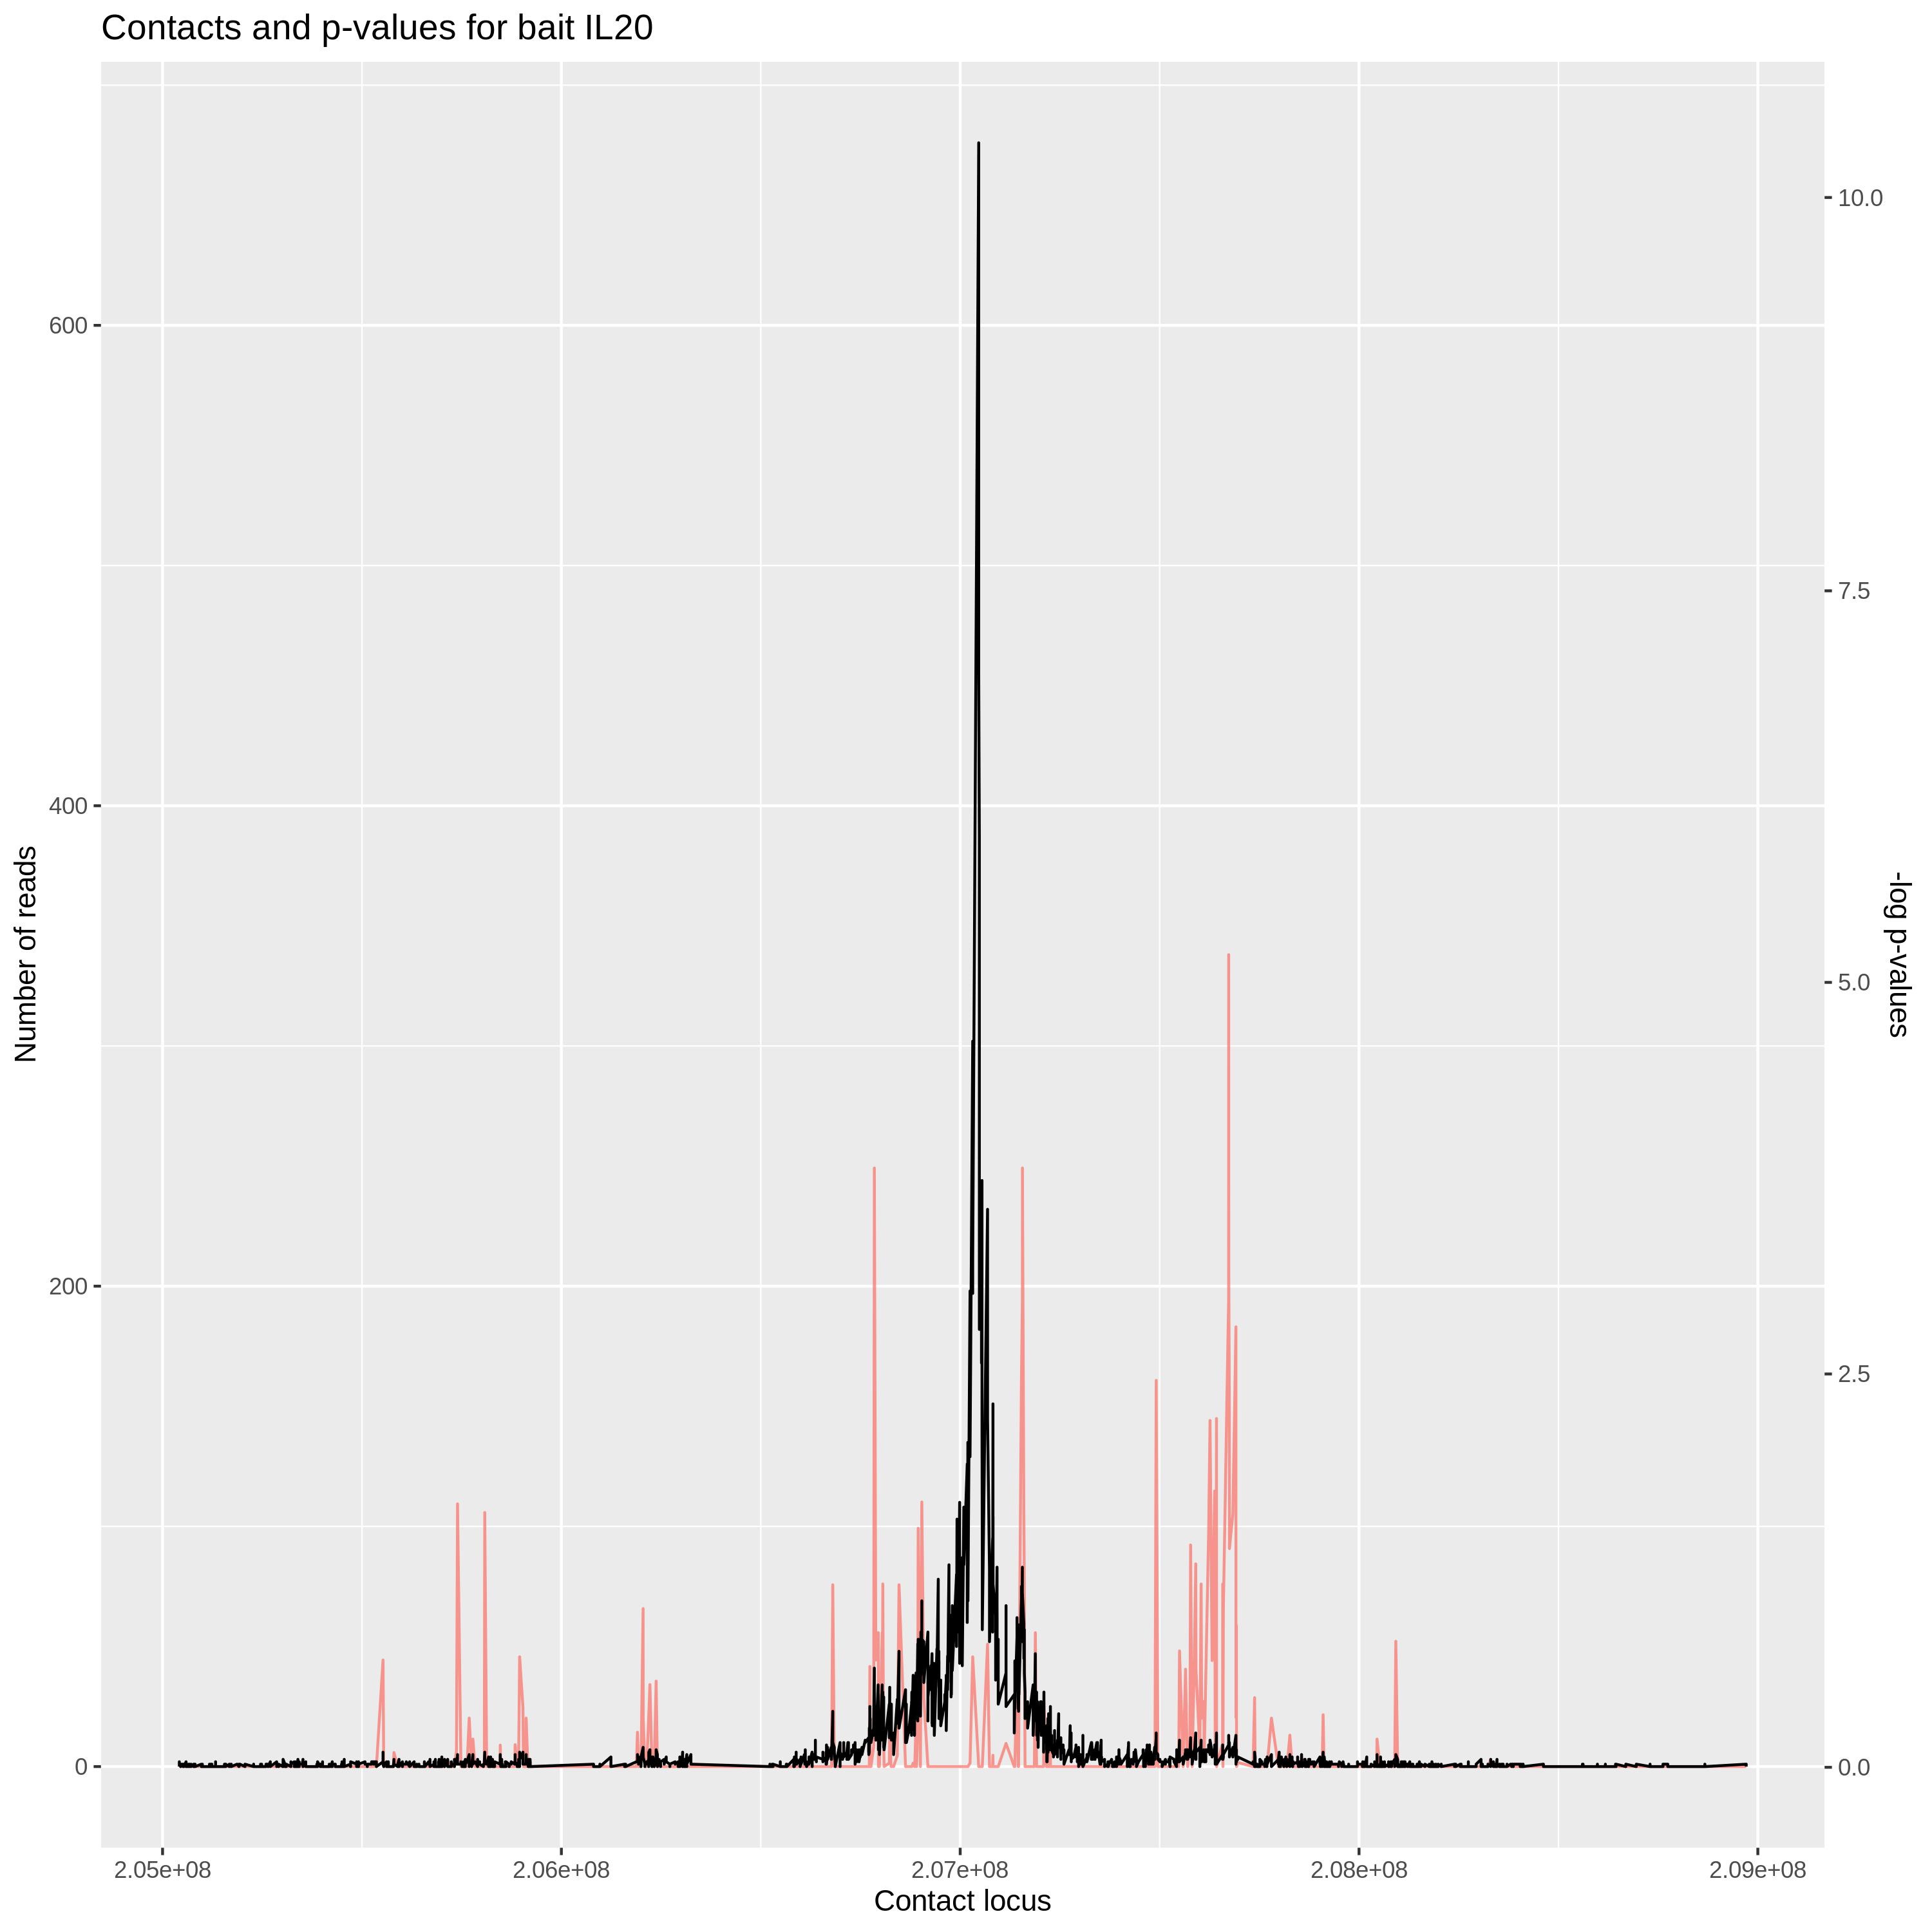 Contacts and p-values for bait IL20
10.0
600
7.5
400
Number of reads
-log p-values
5.0
200
2.5
0
0.0
2.05e+08 2.06e+08 2.07e+08 2.08e+08 2.09e+08
Contact locus